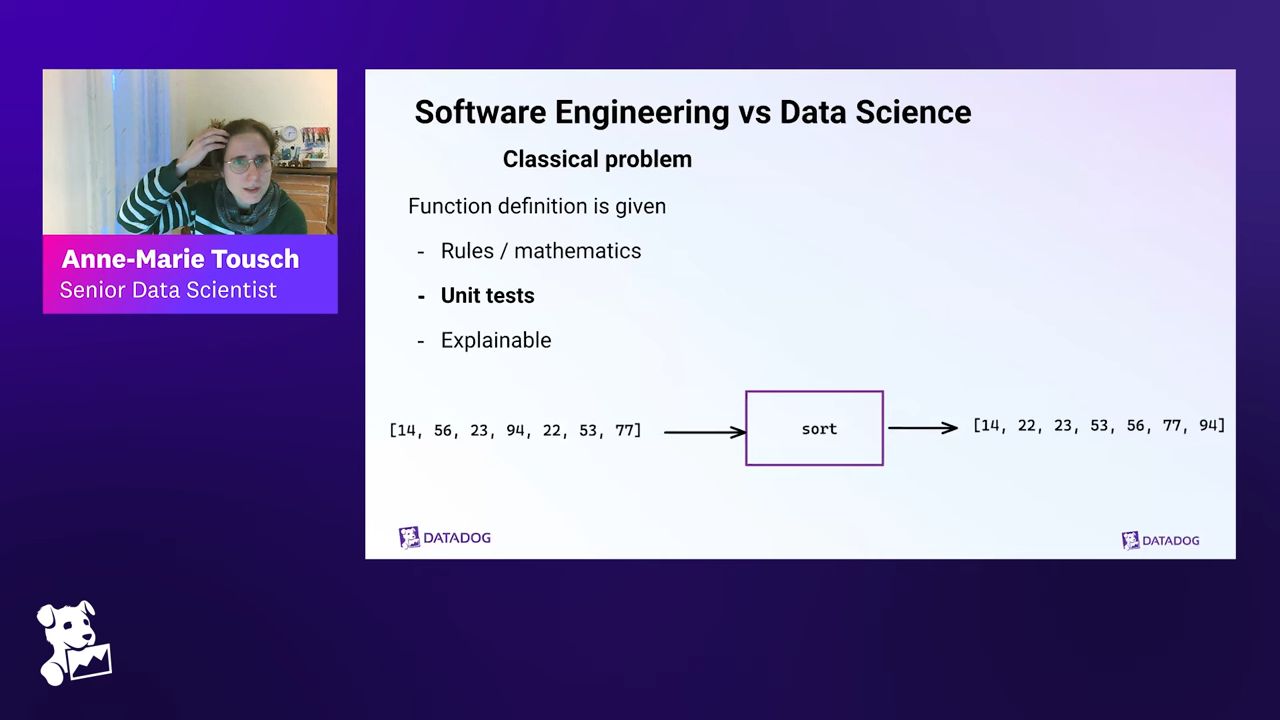 Anne-Marie Tousch
Senior Data Scientist
Software Engineering vs Data Science
Classical problem
Function definition is given
- Rules / mathematics
- Unit tests
- Explainable
[14, 56, 23, 94, 22, 53, 77]
sort
[14, 22, 23, 53, 56, 77, 94]
DATADOG
DATADOG